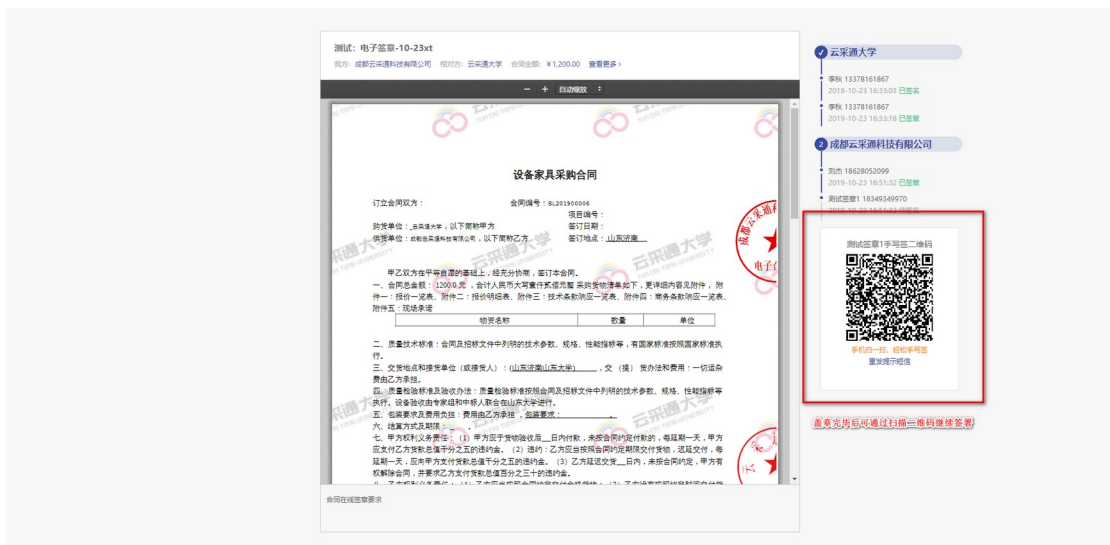 测试：电子签章-10-23xt
我方: 成都云采通科技有限公司 相对方: 云采通大学 合同金额: ￥1,200.00 查看更多 ›
− + 自动缩放
设备家具采购合同
订立合同双方： 合同编号：BL201900006
项目编号：
购货单位：_云采通大学，以下简称甲方 签订日期：
供货单位：成都云采通科技有限公司，以下简称乙方 签订地点：_山东济南_
甲乙双方在平等自愿的基础上，经充分协商，签订本合同。
一、合同总金额：1200.0 元，合计人民币大写壹仟贰佰元整 采购货物清单如下，更详细内容见附件，附
件一：报价一览表、附件二：报价明细表、附件三：技术条款响应一览表、附件四：商务条款响应一览表、
附件五：现场承诺
物资名称 数量 单位
二、质量技术标准：合同及招标文件中列明的技术参数、规格、性能指标等，有国家标准按照国家标准执
行。
三、交货地点和接货单位（或接货人）：(山东济南山东大学)____，交（提）货办法和费用：一切运杂
费由乙方承担。
四、质量检验标准及验收办法：质量检验标准按照合同及招标文件中列明的技术参数、规格、性能指标等
执行。设备验收由专家组和中标人联合在山东大学进行。
五、包装要求及费用负担：费用由乙方承担，包装要求：____。
六、结算方式及期限：__。
七、甲方权利义务责任：（1）甲方应于货物验收后__日内付款，未按合同约定付款的，每延期一天，甲方
应支付乙方货款总值千分之五的违约金。（2）违约：乙方应当按照合同约定期限交付货物，迟延交付，每
延期一天，应向甲方支付货款总值千分之五的违约金。（3）乙方延迟交货__日内，未按合同约定，甲方有
权解除合同，并要求乙方支付货款总值百分之三十的违约金。
合同在线签章要求
云采通大学
李秋 13378161867
2019-10-23 16:33:03 已签名
李秋 13378161867
2019-10-23 16:33:18 已签章
2 成都云采通科技有限公司
刘杰 18628052099
2019-10-23 16:51:32 已签章
测试签章1 18349349970
测试签章1手写签二维码
手机扫一扫，轻松手写签
重发提示短信
盖章完毕后可通过扫描二维码继续签署